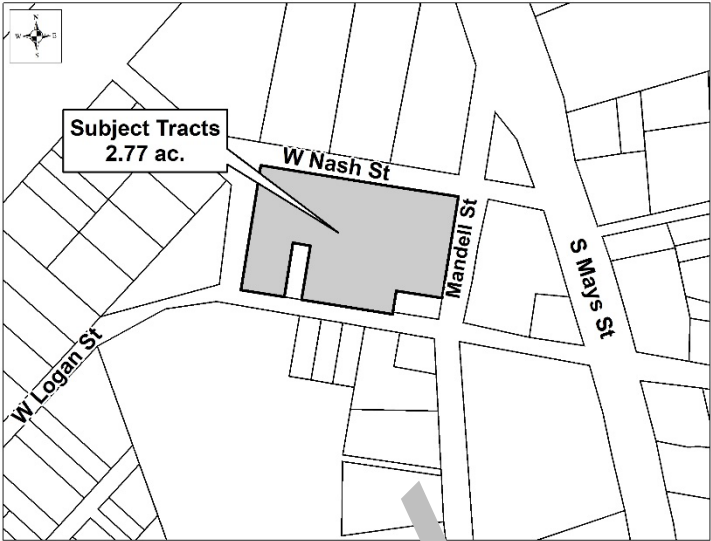 N
W E
S
Subject Tracts
2.77 ac.
W Nash St
Mandell St
S Mays St
W Logan St